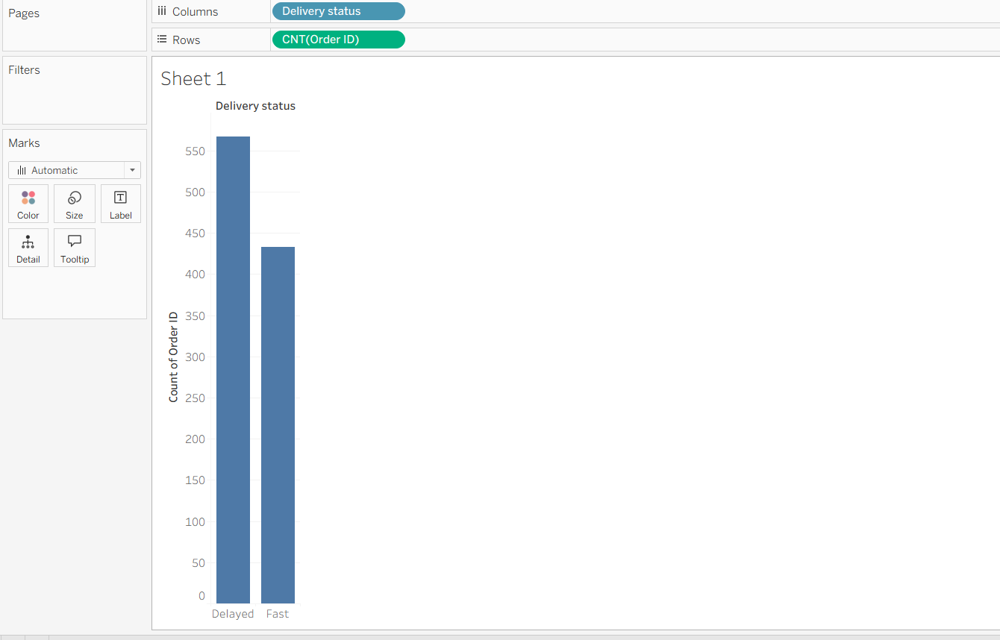 Pages
Columns
Delivery status
Rows
CNT(Order ID)
Filters
Marks
Automatic
Color
Size
Label
Detail
Tooltip
Sheet 1
Delivery status
Count of Order ID
550
500
450
400
350
300
250
200
150
100
50
0
Delayed
Fast